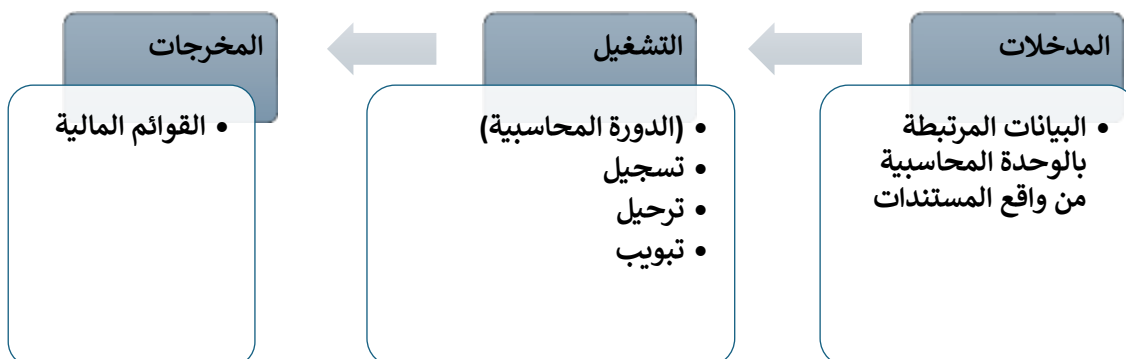 المدخلات
• البيانات المرتبطة
بالوحدة المحاسبية
من واقع المستندات
التشغيل
• (الدورة المحاسبية)
• تسجيل
• ترحيل
• تبويب
المخرجات
• القوائم المالية